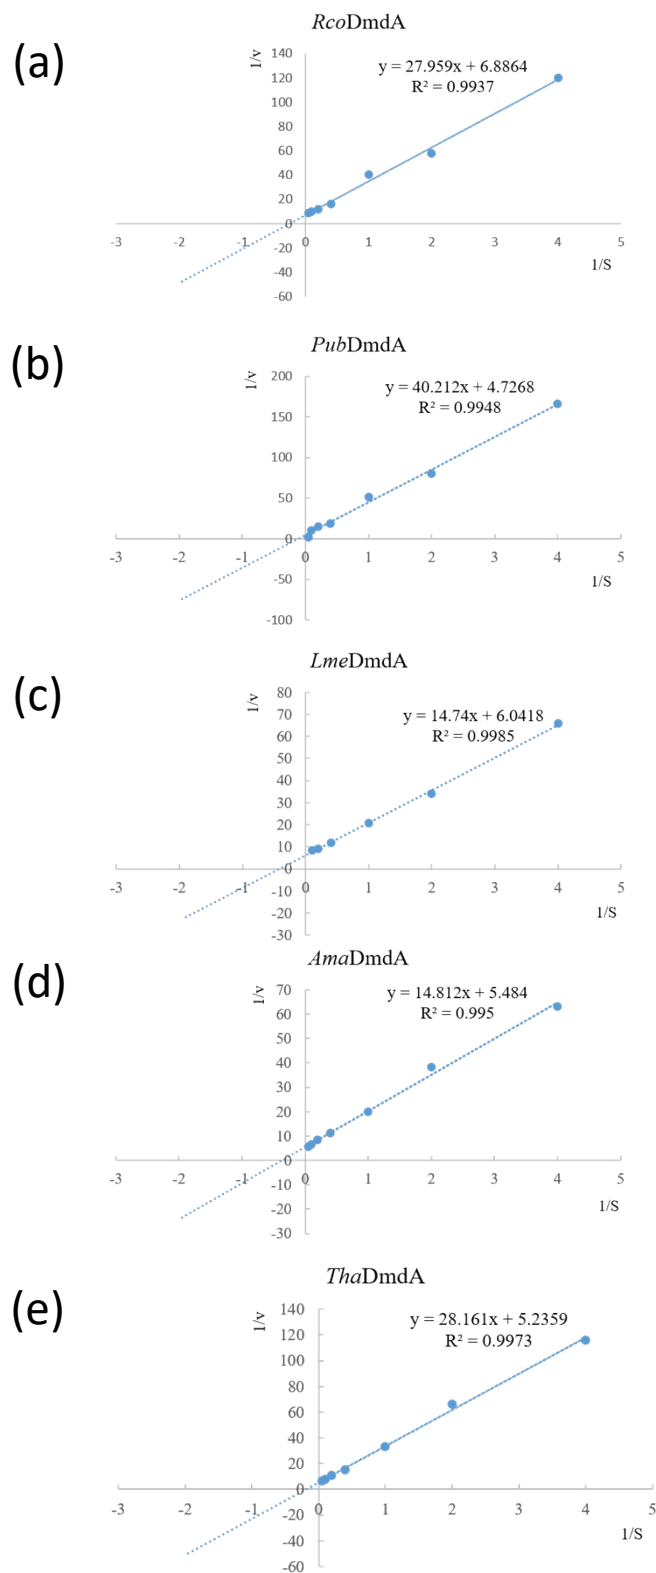 (a)
RcoDmdA
1/v
y = 27.959x + 6.8864
R² = 0.9937
140
120
100
80
60
40
20
0
-20
-40
-60
-3 -2 -1 0 1 2 3 4 5
1/S
(b)
PubDmdA
1/v
y = 40.212x + 4.7268
R² = 0.9948
200
150
100
50
0
-50
-100
-3 -2 -1 0 1 2 3 4 5
1/S
(c)
LmeDmdA
1/v
y = 14.74x + 6.0418
R² = 0.9985
80
70
60
50
40
30
20
10
0
-10
-20
-30
-3 -2 -1 0 1 2 3 4 5
1/S
(d)
AmaDmdA
1/v
y = 14.812x + 5.484
R² = 0.995
70
60
50
40
30
20
10
0
-10
-20
-30
-3 -2 -1 0 1 2 3 4 5
1/S
(e)
ThaDmdA
1/v
y = 28.161x + 5.2359
R² = 0.9973
140
120
100
80
60
40
20
0
-20
-40
-60
-3 -2 -1 0 1 2 3 4 5
1/S